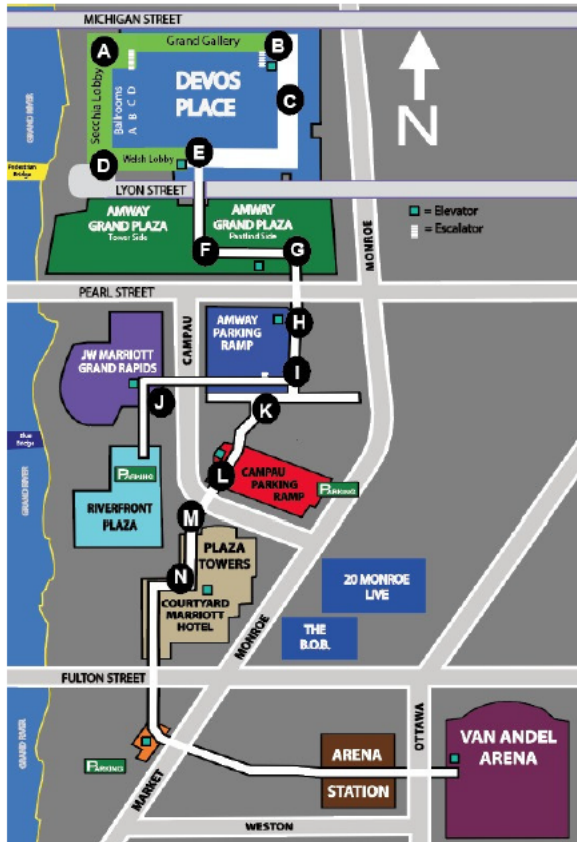 MICHIGAN STREET
A
Grand Gallery
B
GRAND RIVER
Secchia Lobby
Ballrooms
A B C D
DEVOS
PLACE
C
N
Pedestrian
Bridge
D
Welsh Lobby
E
LYON STREET
AMWAY
GRAND PLAZA
Tower Side
AMWAY
GRAND PLAZA
Pantlind Side
= Elevator
= Escalator
F
G
MONROE
PEARL STREET
CAMPAU
AMWAY
PARKING
RAMP
H
JW MARRIOTT
GRAND RAPIDS
I
J
K
Blue
Bridge
GRAND RIVER
PARKING
RIVERFRONT
PLAZA
L
CAMPAU
PARKING
RAMP
PARKING
M
PLAZA
TOWERS
N
COURTYARD
MARRIOTT
HOTEL
20 MONROE
LIVE
THE
B.O.B.
MONROE
FULTON STREET
GRAND RIVER
PARKING
MARKET
ARENA
STATION
OTTAWA
VAN ANDEL
ARENA
WESTON